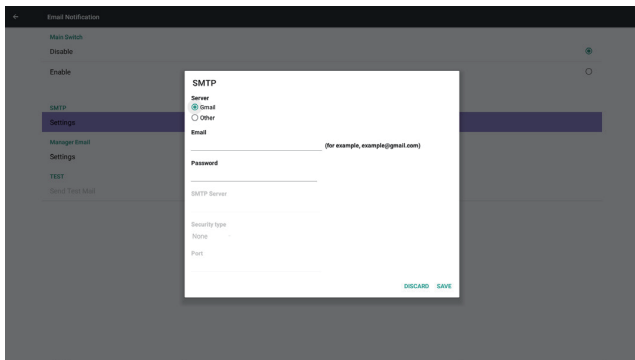 Email Notification
Main Switch
Disable
Enable
SMTP
Settings
Manager Email
Settings
TEST
Send Test Mail
SMTP
Server
Gmail
Other
Email
(for example, example@gmail.com)
Password
SMTP Server
Security type
None
Port
DISCARD SAVE